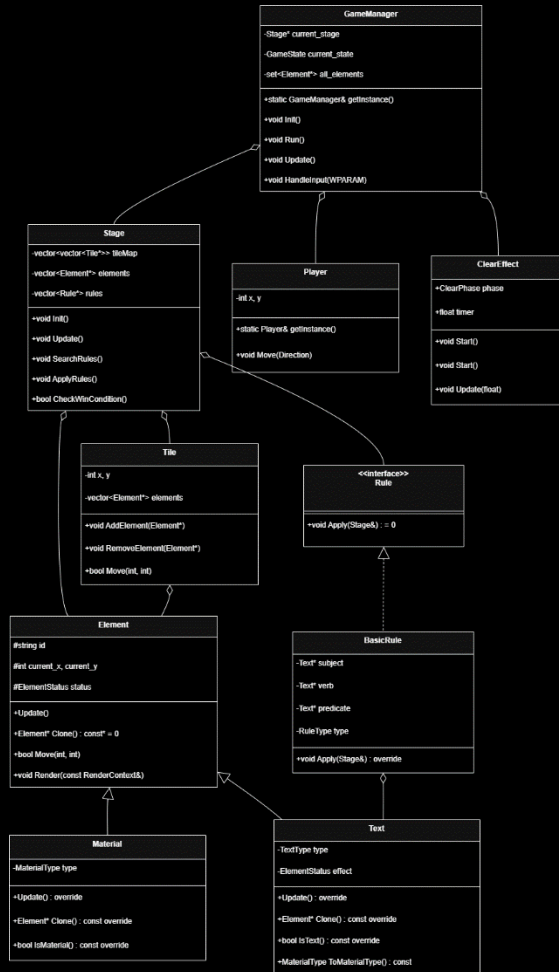 GameManager
-Stage* current_stage
-GameState current_state
-set<Element*> all_elements
+static GameManager& getInstance()
+void Init()
+void Run()
+void Update()
+void HandleInput(WPARAM)
Stage
-vector<vector<Tile*>> tileMap
-vector<Element*> elements
-vector<Rule*> rules
+void Init()
+void Update()
+void SearchRules()
+void ApplyRules()
+bool CheckWinCondition()
Player
-int x, y
+static Player& getInstance()
+void Move(Direction)
ClearEffect
+ClearPhase phase
+float timer
+void Start()
+void Start()
+void Update(float)
Tile
-int x, y
-vector<Element*> elements
+void AddElement(Element*)
+void RemoveElement(Element*)
+bool Move(int, int)
<<interface>>
Rule
+void Apply(Stage&) : = 0
Element
#string id
#int current_x, current_y
#ElementStatus status
+Update()
+Element* Clone() : const* = 0
+bool Move(int, int)
+void Render(const RenderContext&)
BasicRule
-Text* subject
-Text* verb
-Text* predicate
-RuleType type
+void Apply(Stage&) : override
Material
-MaterialType type
+Update() : override
+Element* Clone() : const override
+bool IsMaterial() : const override
Text
-TextType type
-ElementStatus effect
+Update() : override
+Element* Clone() : const override
+bool IsText() : const override
+MaterialType ToMaterialType() : const